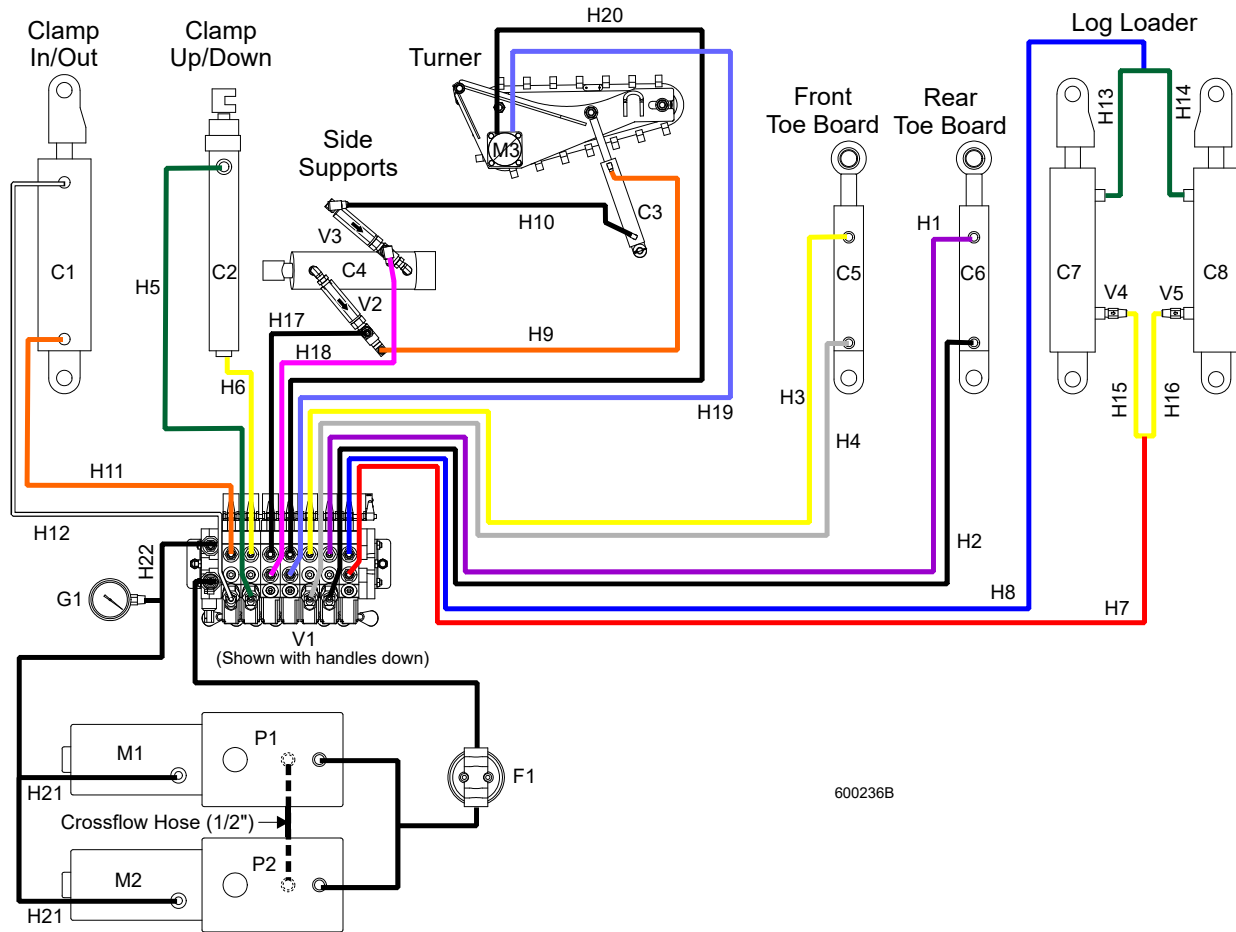 Clamp
In/Out
Clamp
Up/Down
Turner
H20
Log Loader
Side
Supports
Front
Toe Board
Rear
Toe Board
M3
H13
H14
C1
C2
H5
V3
C4
V2
H10
C3
H17
H18
H9
H6
H19
H3
H4
C5
H1
C6
C7
C8
V4
V5
H15
H16
H11
H12
H22
H2
H8
H7
G1
V1
(Shown with handles down)
M1
P1
F1
H21
Crossflow Hose (1/2")
600236B
M2
P2
H21